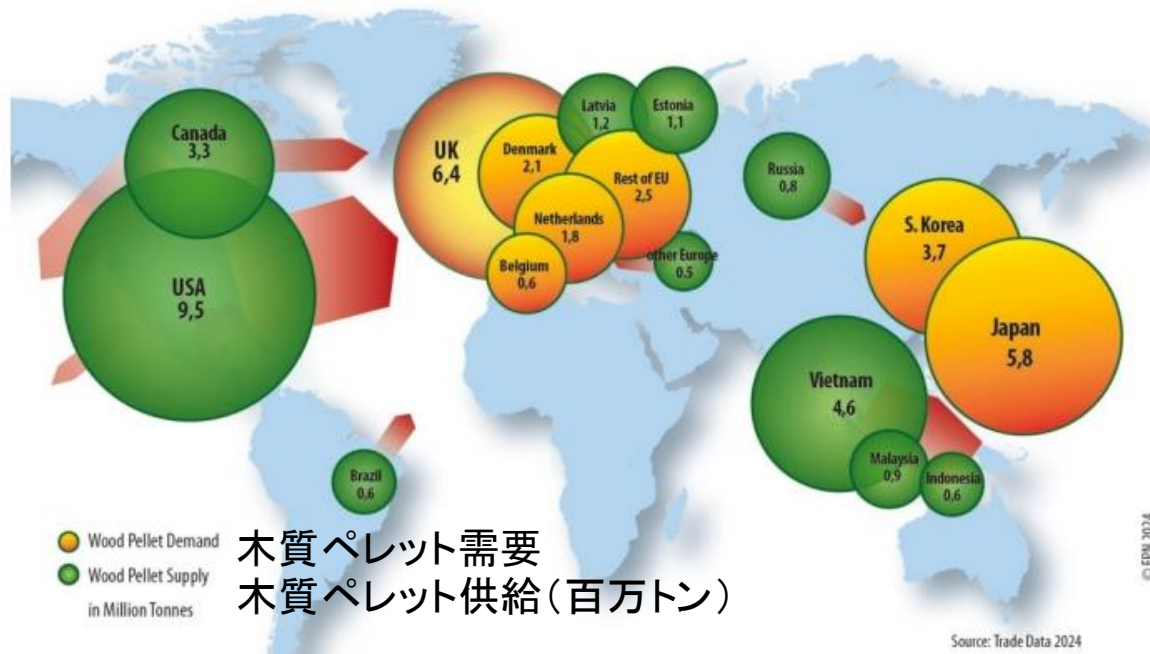 Canada
3,3
USA
9,5
UK
6,4
Denmark
2,1
Latvia
1,2
Estonia
1,1
Rest of EU
2,5
Netherlands
1,8
Belgium
0,6
other Europe
0.5
Russia
0,8
S. Korea
3,7
Japan
5,8
Vietnam
4,6
Malaysia
0,9
Indonesia
0,6
Brazil
0,6
Wood Pellet Demand
木質ペレット需要
Wood Pellet Supply
木質ペレット供給（百万トン）
in Million Tonnes
Source: Trade Data 2024
© EPN 2024